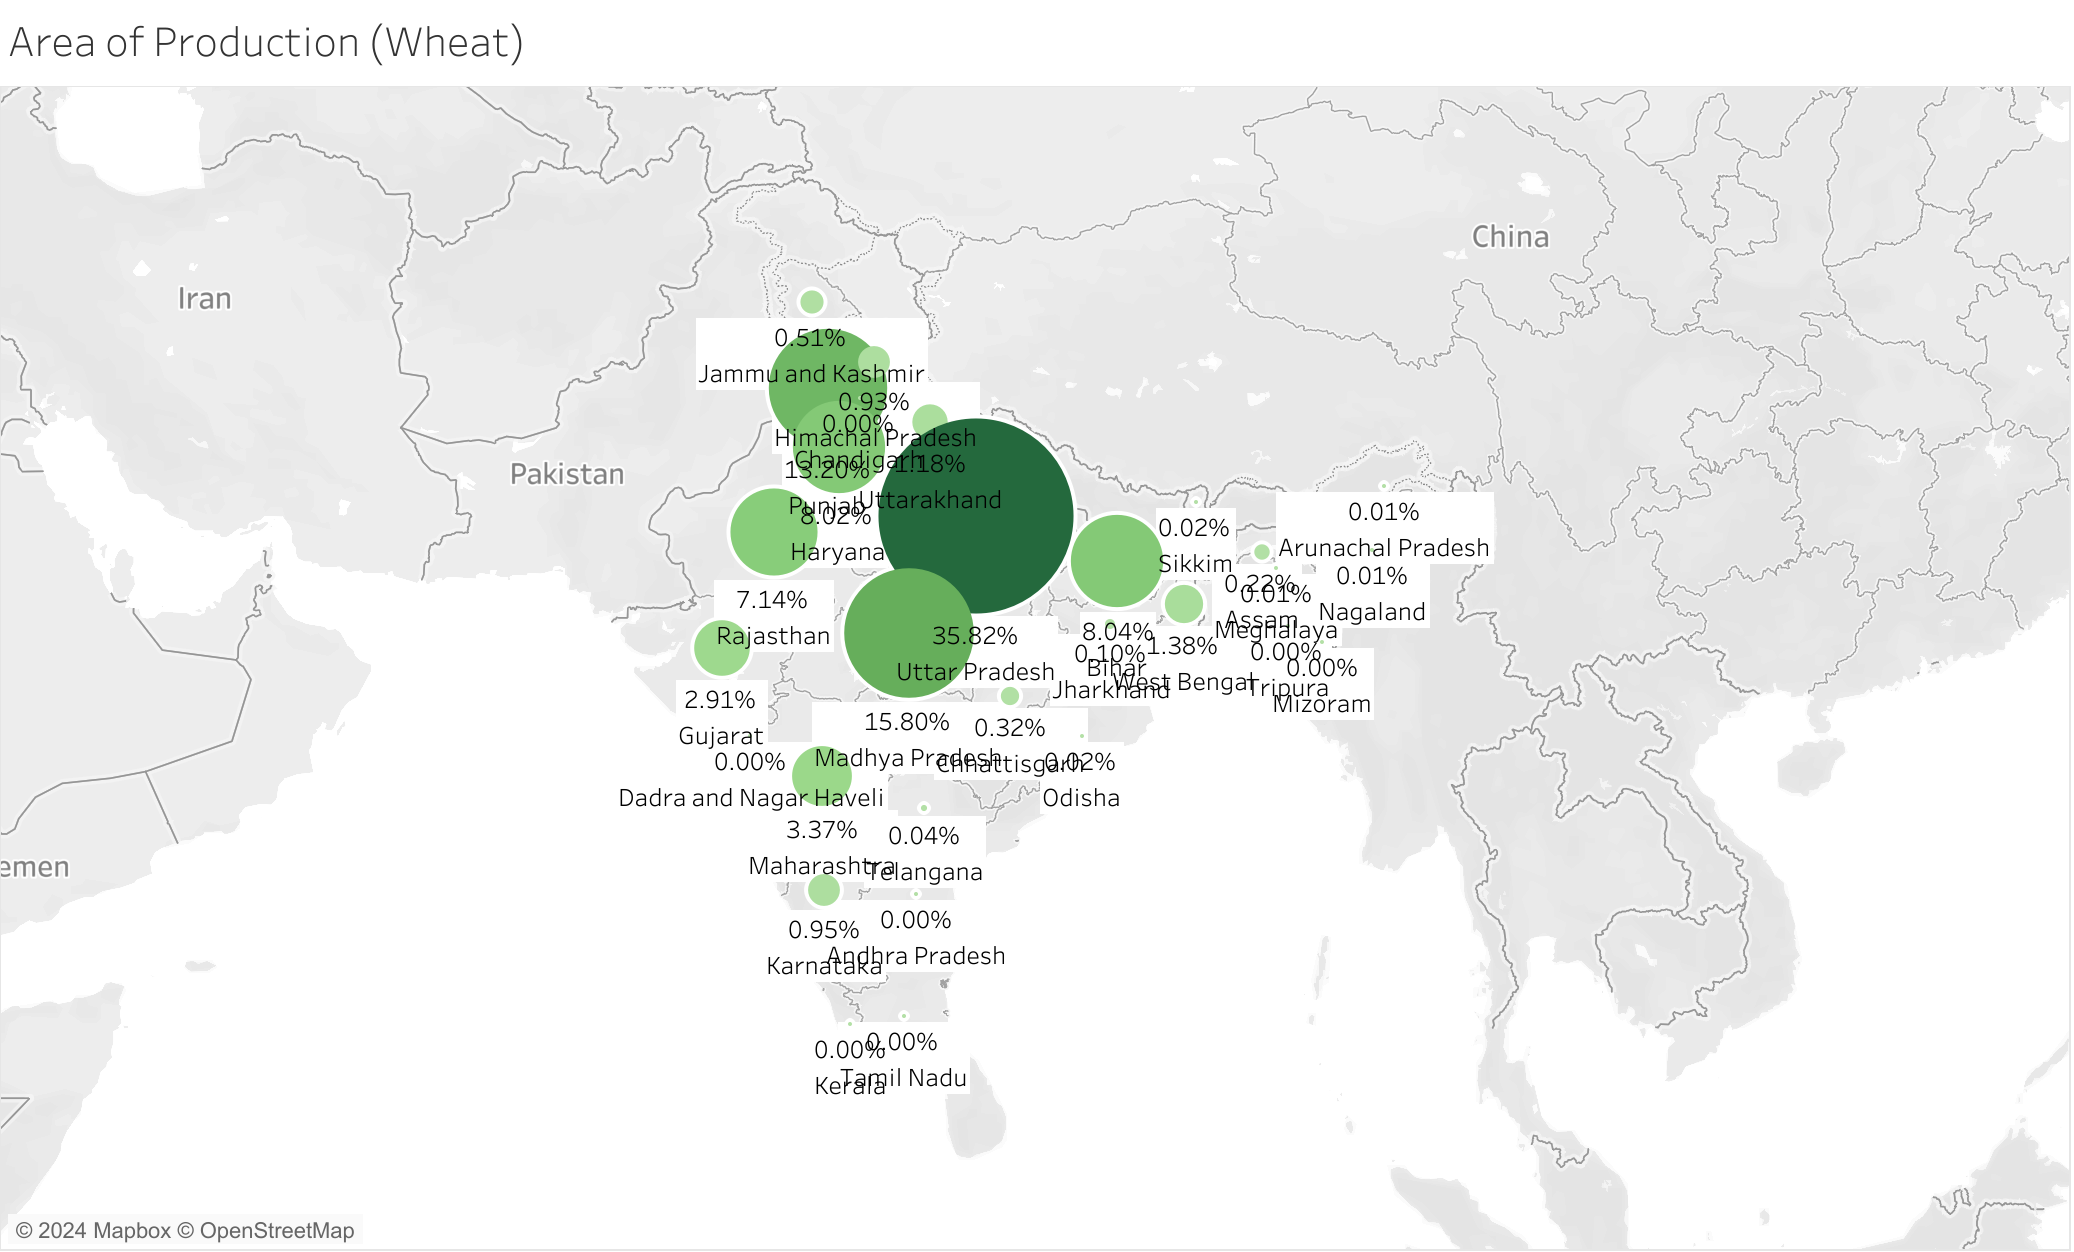 Area of Production (Wheat)
China
Iran
Pakistan
emen
0.51%
Jammu and Kashmir
0.93%
Himachal Pradesh
0.00%
Chandigarh
1.18%
Uttarakhand
13.20%
Punjab
8.02%
Haryana
0.02%
Sikkim
0.01%
Arunachal Pradesh
0.01%
Nagaland
0.22%
Assam
0.01%
Meghalaya
7.14%
Rajasthan
35.82%
Uttar Pradesh
8.04%
Bihar
0.10%
Jharkhand
1.38%
West Bengal
0.00%
Tripura
0.00%
Mizoram
2.91%
Gujarat
15.80%
Madhya Pradesh
0.32%
Chhattisgarh
0.02%
Odisha
0.00%
Dadra and Nagar Haveli
3.37%
Maharashtra
0.04%
Telangana
0.95%
Karnataka
0.00%
Andhra Pradesh
0.00%
Kerala
0.00%
Tamil Nadu
© 2024 Mapbox © OpenStreetMap